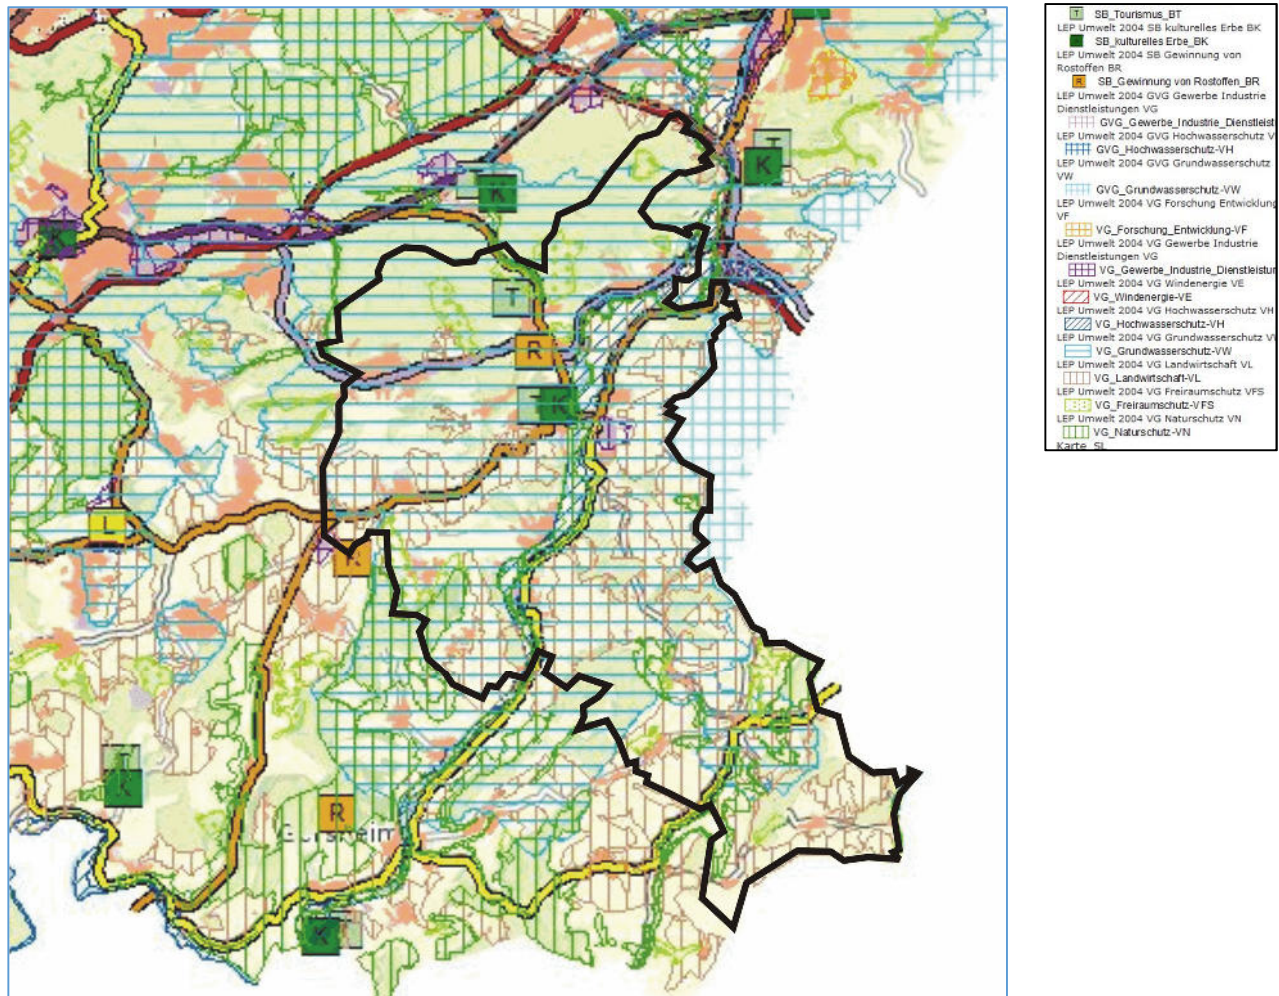 T
K
K
K
T
R
K
L
R
T
K
R
K
T
T SB_Tourismus_BT
LEP Umwelt 2004 SB kulturelles Erbe BK
SB_kulturelles Erbe_BK
LEP Umwelt 2004 SB Gewinnung von
Rostoffen BR
R SB_Gewinnung von Rostoffen_BR
LEP Umwelt 2004 GVG Gewerbe Industrie
Dienstleistungen VG
GVG_Gewerbe_Industrie_Dienstleist
LEP Umwelt 2004 GVG Hochwasserschutz V
GVG_Hochwasserschutz-VH
LEP Umwelt 2004 GVG Grundwasserschutz
VW
GVG_Grundwasserschutz-VW
LEP Umwelt 2004 VG Forschung Entwicklung
VF
VG_Forschung_Entwicklung-VF
LEP Umwelt 2004 VG Gewerbe Industrie
Dienstleistungen VG
VG_Gewerbe_Industrie_Dienstleistun
LEP Umwelt 2004 VG Windenergie VE
VG_Windenergie-VE
LEP Umwelt 2004 VG Hochwasserschutz VH
VG_Hochwasserschutz-VH
LEP Umwelt 2004 VG Grundwasserschutz V
VG_Grundwasserschutz-VW
LEP Umwelt 2004 VG Landwirtschaft VL
VG_Landwirtschaft-VL
LEP Umwelt 2004 VG Freiraumschutz VFS
VG_Freiraumschutz-VFS
LEP Umwelt 2004 VG Naturschutz VN
VG_Naturschutz-VN
Karte_SL